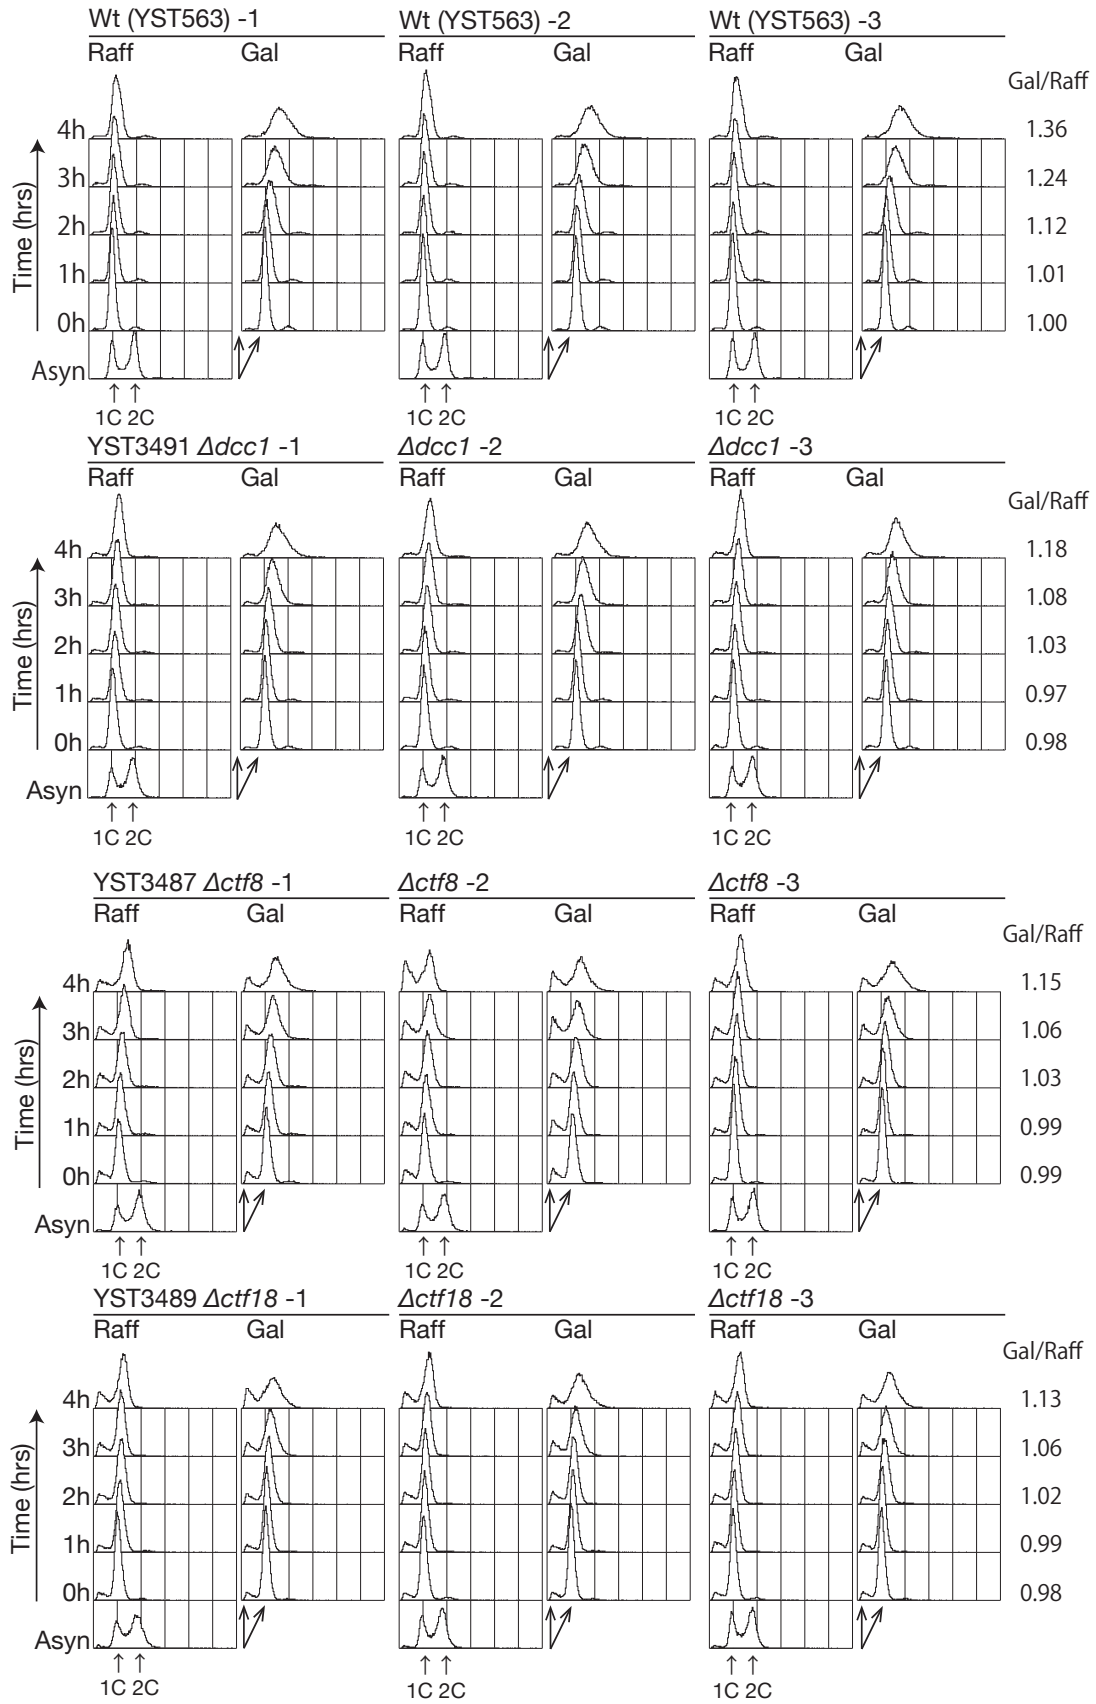 Wt (YST563) -1 Wt (YST563) -2 Wt (YST563) -3
Raff Gal Raff Gal Raff Gal
Gal/Raff
4h 1.36
3h 1.24
2h 1.12
1h 1.01
0h 1.00
Time (hrs)
Asyn
1C 2C 1C 2C 1C 2C
YST3491 Δdcc1 -1 Δdcc1 -2 Δdcc1 -3
Raff Gal Raff Gal Raff Gal
Gal/Raff
4h 1.18
3h 1.08
2h 1.03
1h 0.97
0h 0.98
Time (hrs)
Asyn
1C 2C 1C 2C 1C 2C
YST3487 Δctf8 -1 Δctf8 -2 Δctf8 -3
Raff Gal Raff Gal Raff Gal
Gal/Raff
4h 1.15
3h 1.06
2h 1.03
1h 0.99
0h 0.99
Time (hrs)
Asyn
1C 2C 1C 2C 1C 2C
YST3489 Δctf18 -1 Δctf18 -2 Δctf18 -3
Raff Gal Raff Gal Raff Gal
Gal/Raff
4h 1.13
3h 1.06
2h 1.02
1h 0.99
0h 0.98
Time (hrs)
Asyn
1C 2C 1C 2C 1C 2C